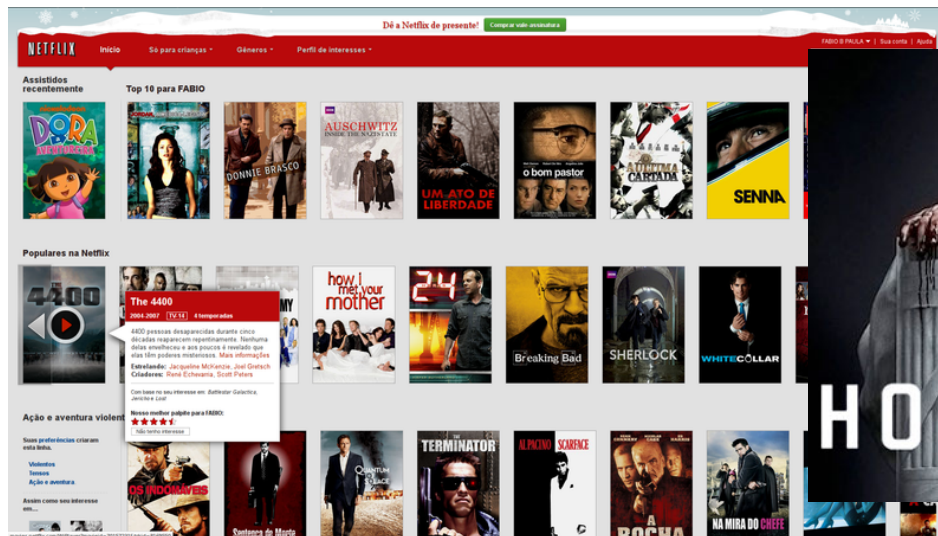 Dê a Netflix de presente! Comprar vale-assinatura
NETFLIX Início Só para crianças Gêneros Perfil de interesses
FABIO B PAULA | Sua conta | Ajuda
Assistidos
recentemente
Top 10 para FABIO
DORA
AVENTUREIRA
JORDAN
DONNIE BRASCO
BBC
AUSCHWITZ
INSIDE THE NAZI STATE
UM ATO DE
LIBERDADE
o bom pastor
A ÚLTIMA
CARTADA
SENNA
Populares na Netflix
4400
how i
met your
mother
24
Breaking Bad
BBC
SHERLOCK
WHITE COLLAR
The 4400
2004-2007 TV-14 4 temporadas
4400 pessoas desaparecidas durante cinco
décadas reaparecem repentinamente. Nenhuma
delas envelheceu e aos poucos é revelado que
elas têm poderes misteriosos. Mais informações
Estrelando: Jacqueline McKenzie, Joel Gretsch
Criadores: René Echevarria, Scott Peters
Com base no seu interesse em: Battlestar Galactica,
Jericho e Lost
Nosso melhor palpite para FABIO:
Não tenho interesse
HO
Ação e aventura violent
Suas preferências criaram
esta linha.
Violentos
Tensos
Ação e aventura
Assim como seu interesse
em...
OS INDOMÁVEIS
Sentença de Morte
QUANTUM
OF SOLACE
THE
TERMINATOR
AL PACINO SCARFACE
A
ROCHA
NA MIRA DO CHEFE